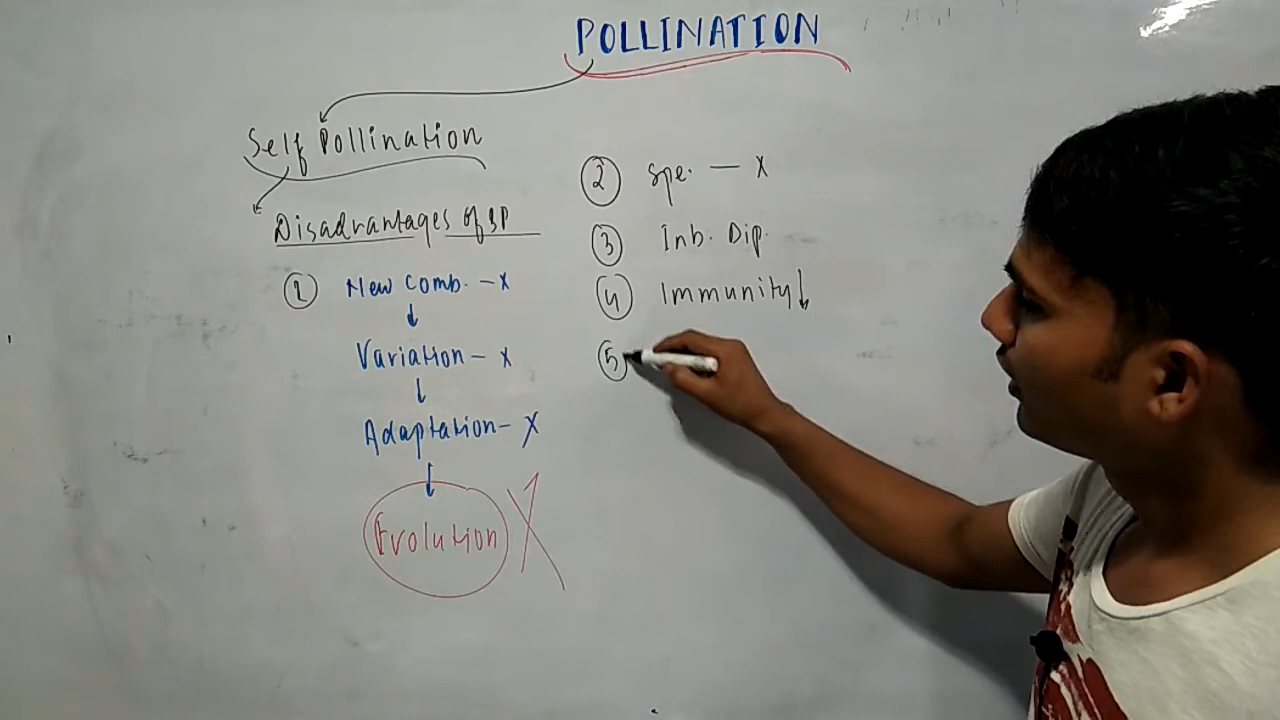 POLLINATION
Self Pollination
Disadvantages of SP
1 New Comb. - x
Variation - x
Adaptation - X
Evolution X
2 Spe. - x
3 Inb. Dip.
4 Immunity ↓
5